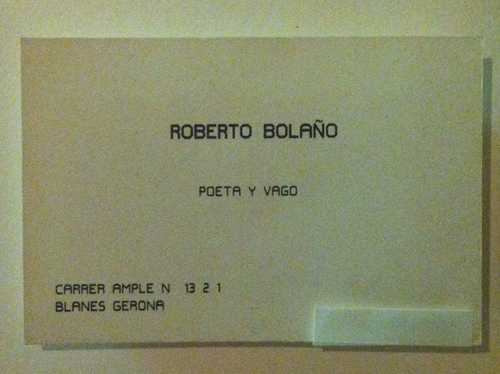 ROBERTO BOLAÑO
POETA Y VAGO
CARRER AMPLE N 13 2 1
BLANES GERONA